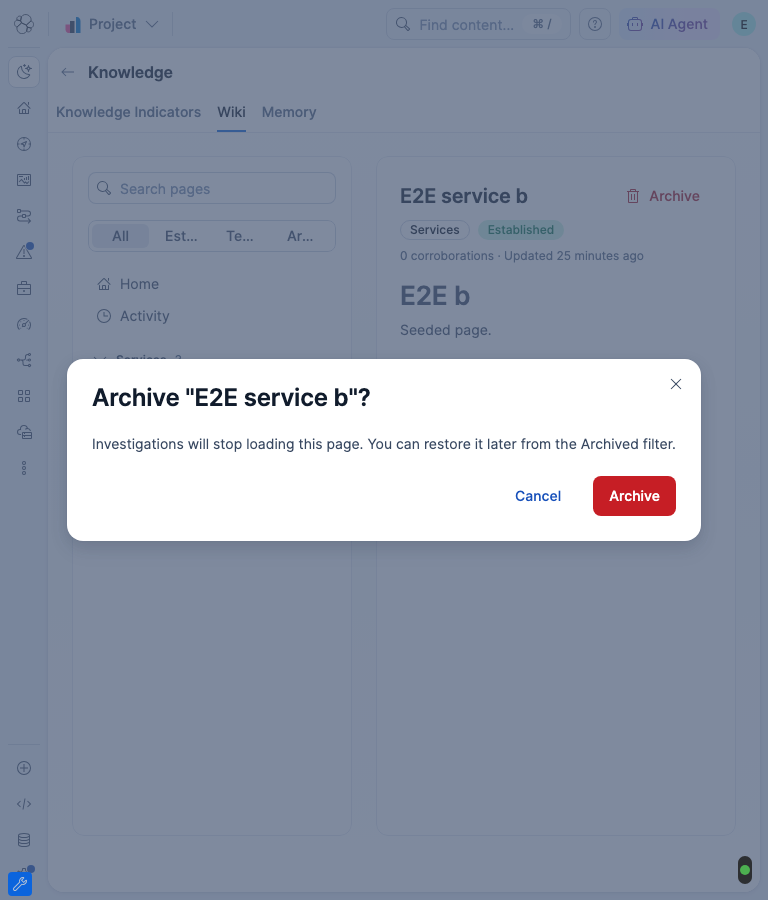 Project
Find content... ⌘ /
AI Agent
E
Knowledge
Knowledge Indicators
Wiki
Memory
Search pages
All
Est...
Te...
Ar...
Home
Activity
E2E service b
Archive
Services
Established
0 corroborations · Updated 25 minutes ago
E2E b
Seeded page.
Archive "E2E service b"?
Investigations will stop loading this page. You can restore it later from the Archived filter.
Cancel
Archive